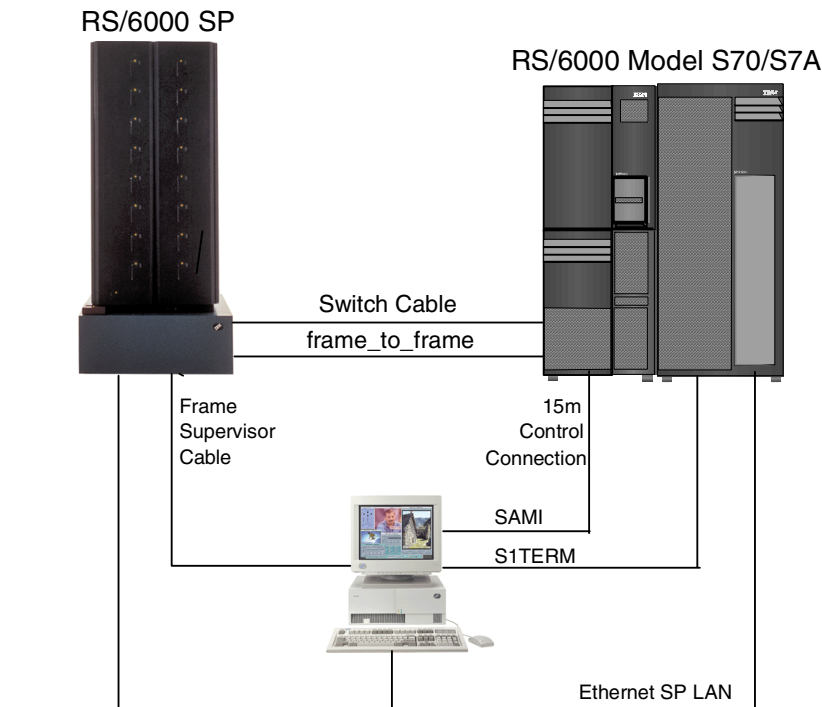 RS/6000 SP
RS/6000 Model S70/S7A
Switch Cable
frame_to_frame
Frame
Supervisor
Cable
15m
Control
Connection
SAMI
S1TERM
Ethernet SP LAN